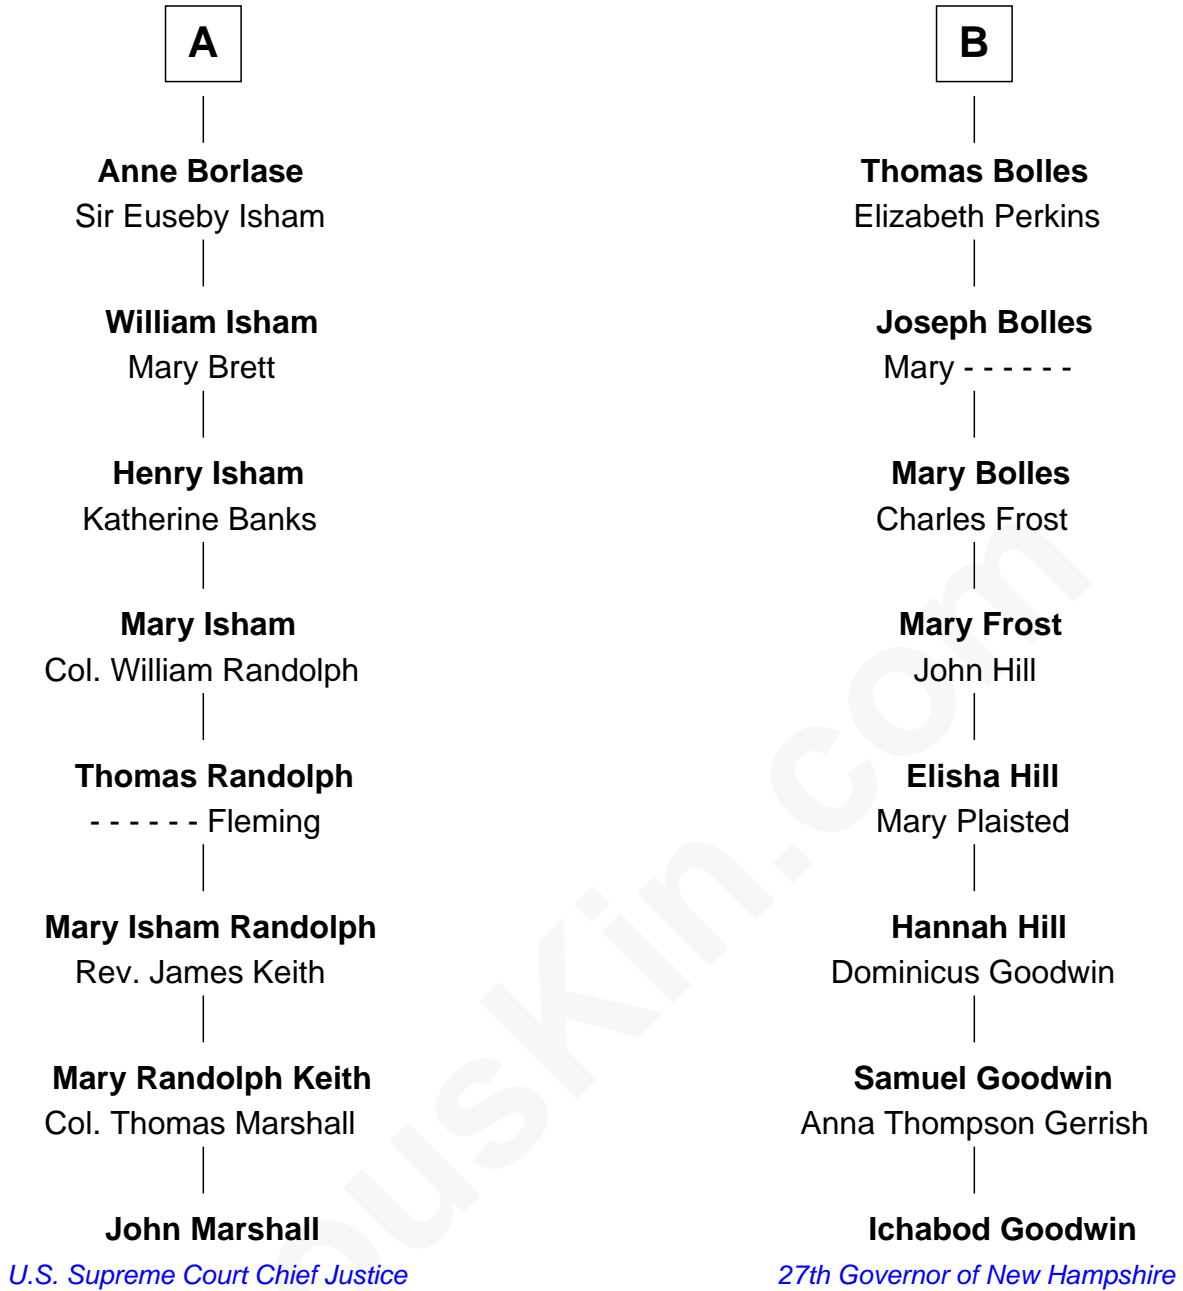 A
Anne Borlase
Sir Euseby Isham
William Isham
Mary Brett
Henry Isham
Katherine Banks
Mary Isham
Col. William Randolph
Thomas Randolph
- - - - - - Fleming
Mary Isham Randolph
Rev. James Keith
Mary Randolph Keith
Col. Thomas Marshall
John Marshall
U.S. Supreme Court Chief Justice
B
Thomas Bolles
Elizabeth Perkins
Joseph Bolles
Mary - - - - - -
Mary Bolles
Charles Frost
Mary Frost
John Hill
Elisha Hill
Mary Plaisted
Hannah Hill
Dominicus Goodwin
Samuel Goodwin
Anna Thompson Gerrish
Ichabod Goodwin
27th Governor of New Hampshire
ousKin.com